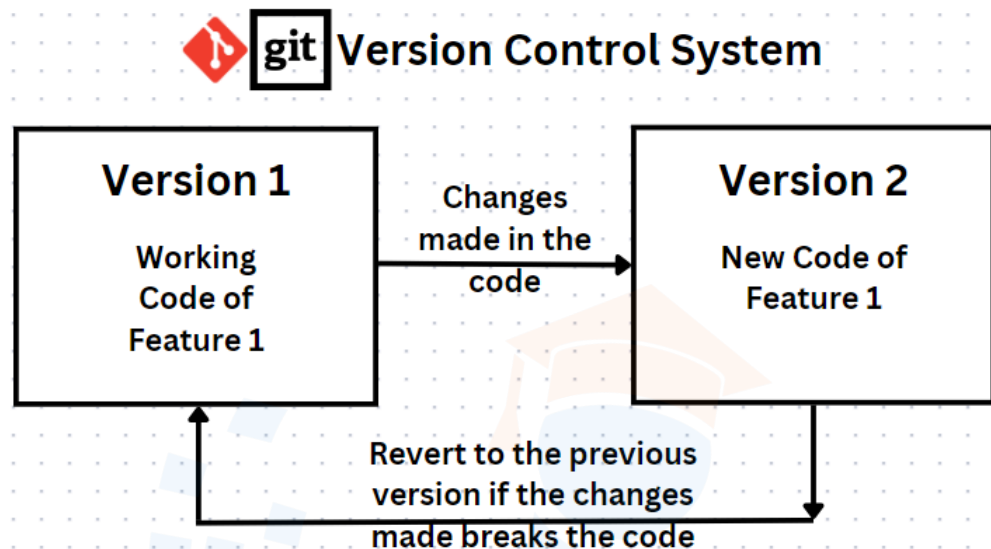 git Version Control System
Version 1
Working
Code of
Feature 1
Changes
made in the
code
Version 2
New Code of
Feature 1
Revert to the previous
version if the changes
made breaks the code